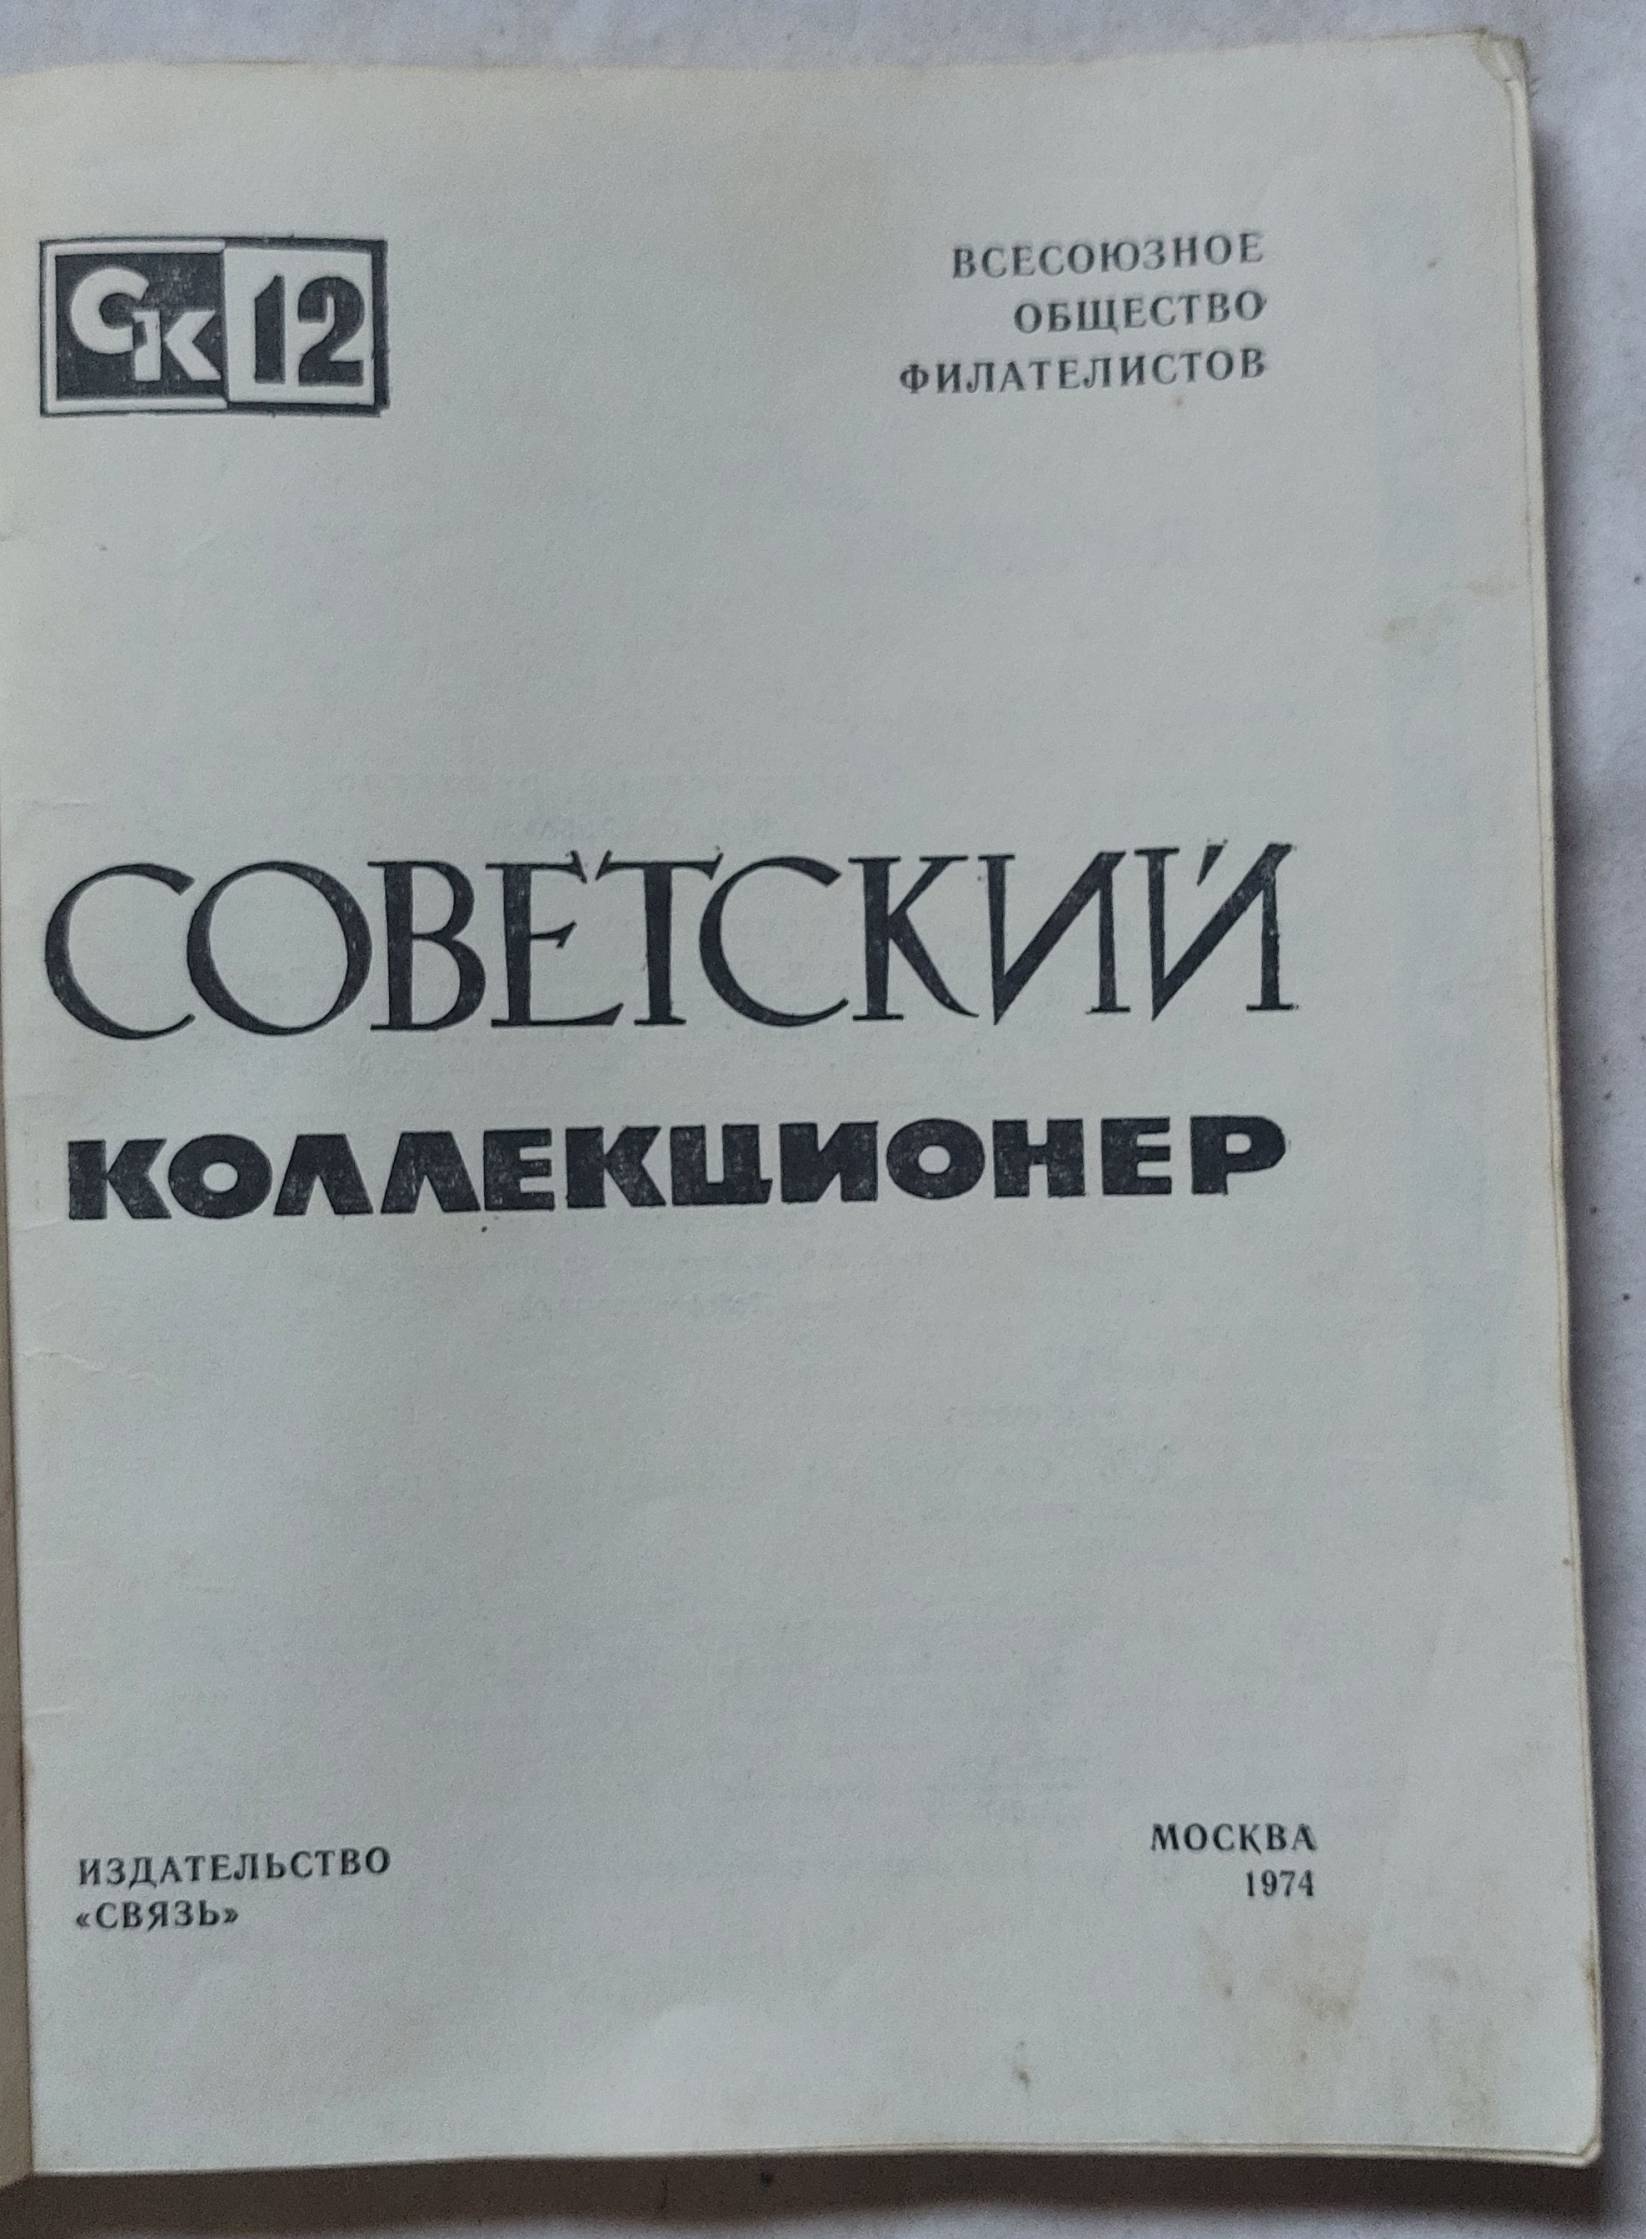 СК 12
ВСЕСОЮЗНОЕ
ОБЩЕСТВО
ФИЛАТЕЛИСТОВ
СОВЕТСКИЙ
КОЛЛЕКЦИОНЕР
ИЗДАТЕЛЬСТВО
«СВЯЗЬ»
МОСКВА
1974